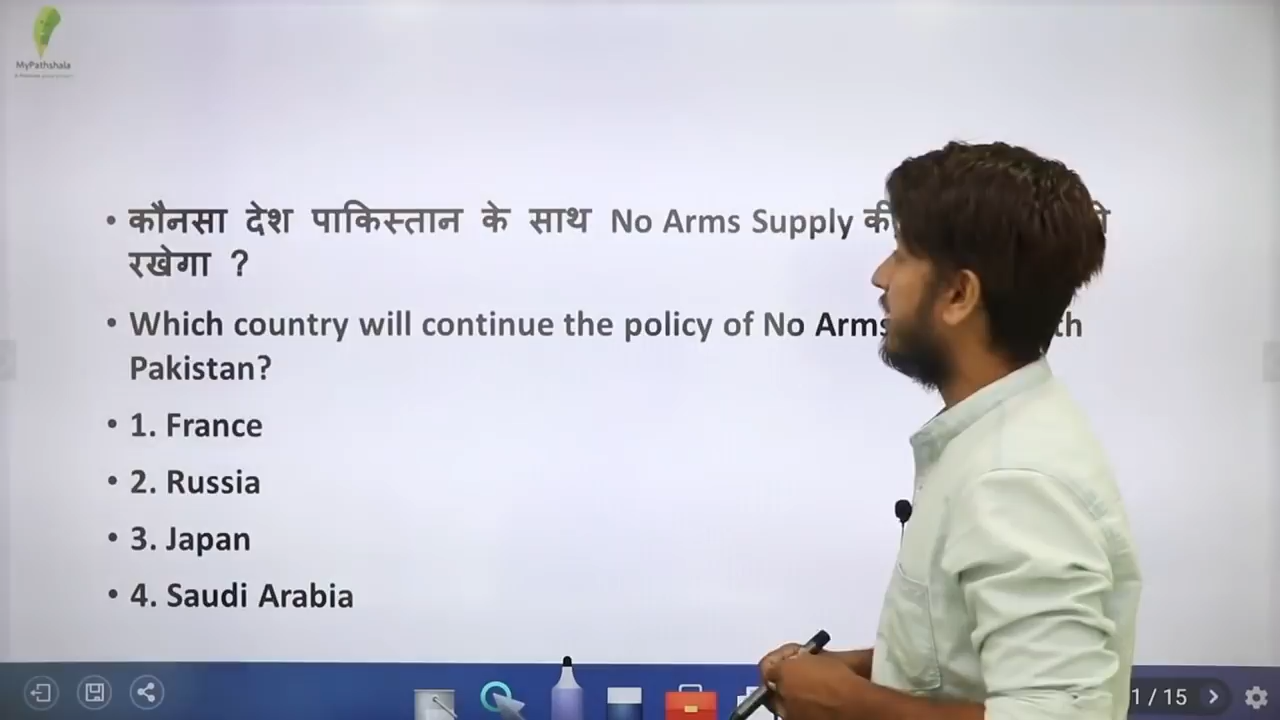 MyPathshala
• कौनसा देश पाकिस्तान के साथ No Arms Supply की
रखेगा ?
• Which country will continue the policy of No Arms
Pakistan?
• 1. France
• 2. Russia
• 3. Japan
• 4. Saudi Arabia
1 / 15